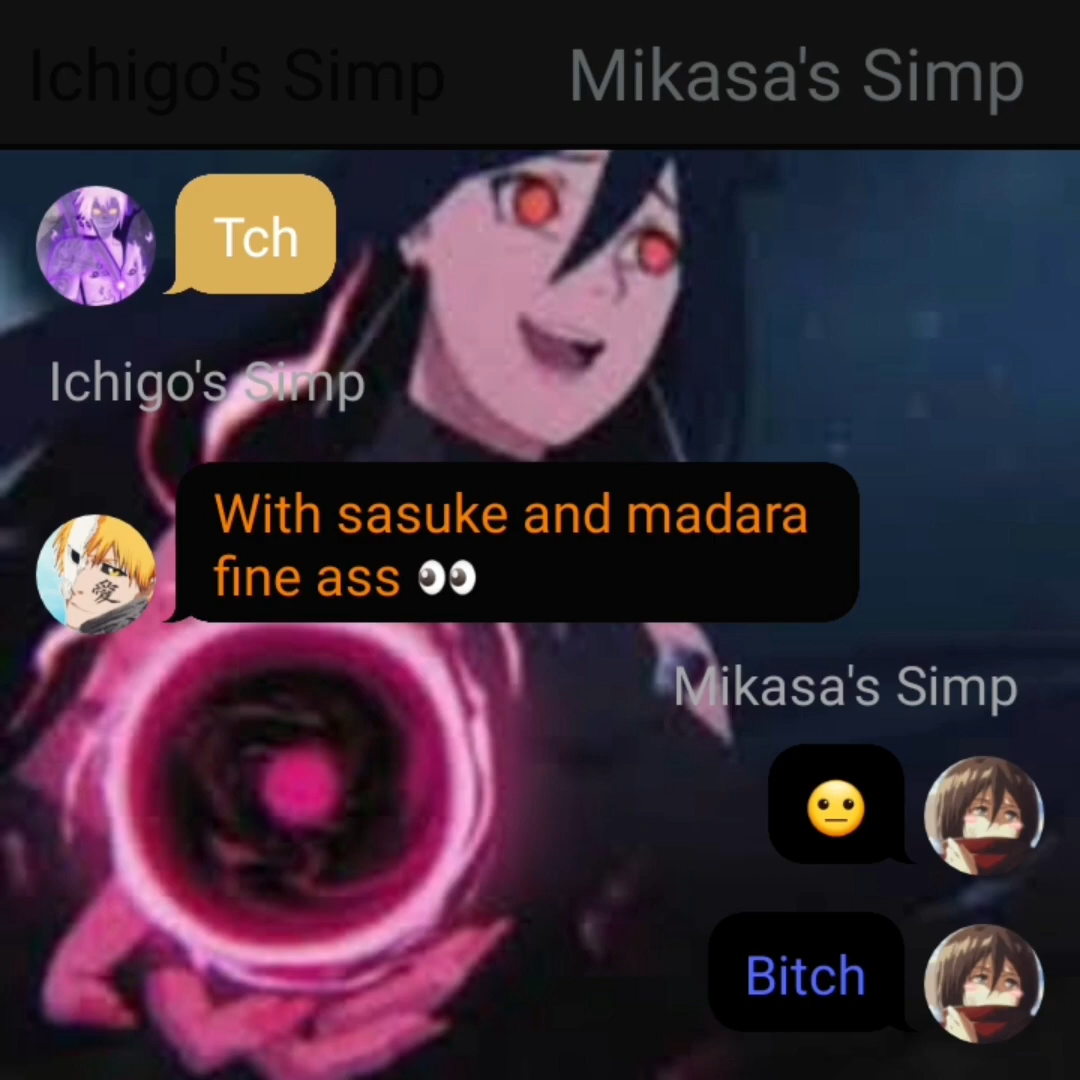 Ichigo's Simp
Mikasa's Simp
Tch
Ichigo's Simp
With sasuke and madara
fine ass 👀
Mikasa's Simp
😐
Bitch